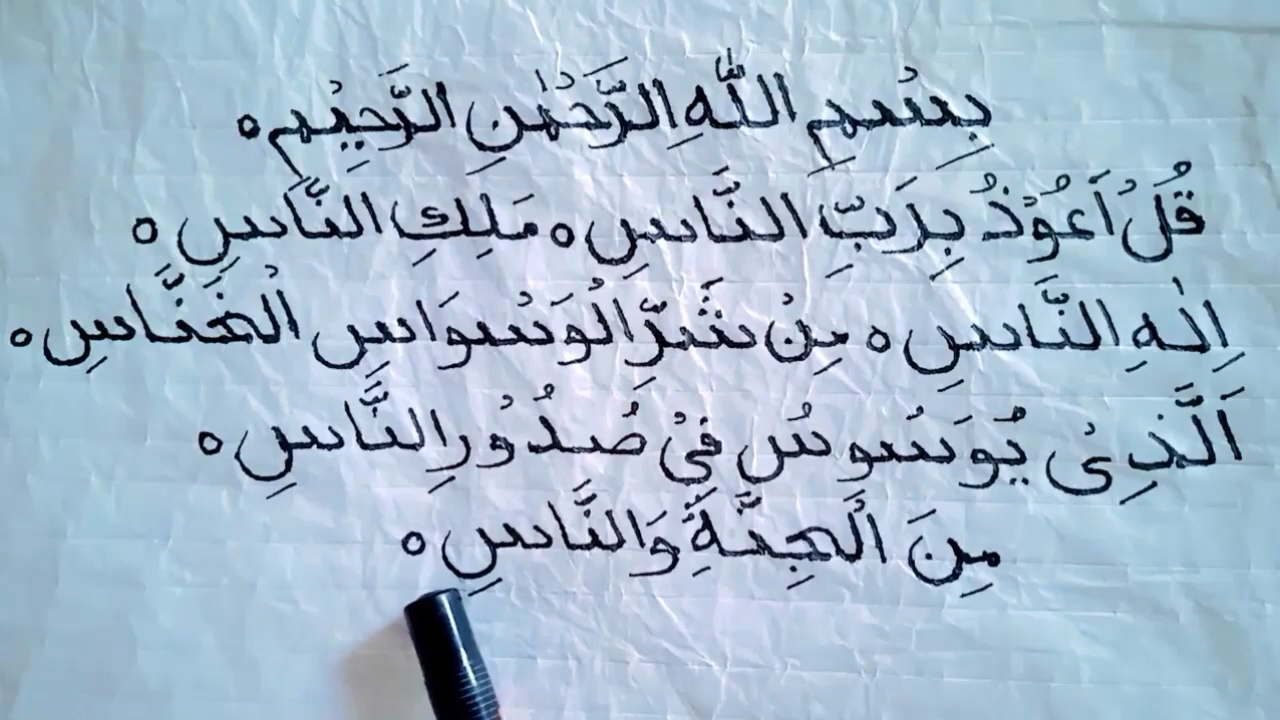 بِسْمِ اللّٰهِ الرَّحْمٰنِ الرَّحِيْمِ ○
قُلْ اَعُوْذُ بِرَبِّ النَّاسِ ○ مَلِكِ النَّاسِ ○
اِلٰهِ النَّاسِ ○ مِنْ شَرِّ الْوَسْوَاسِ الْخَنَّاسِ ○
اَلَّذِىْ يُوَسْوِسُ فِىْ صُدُوْرِ النَّاسِ ○
مِنَ الْجِنَّةِ وَالنَّاسِ ○